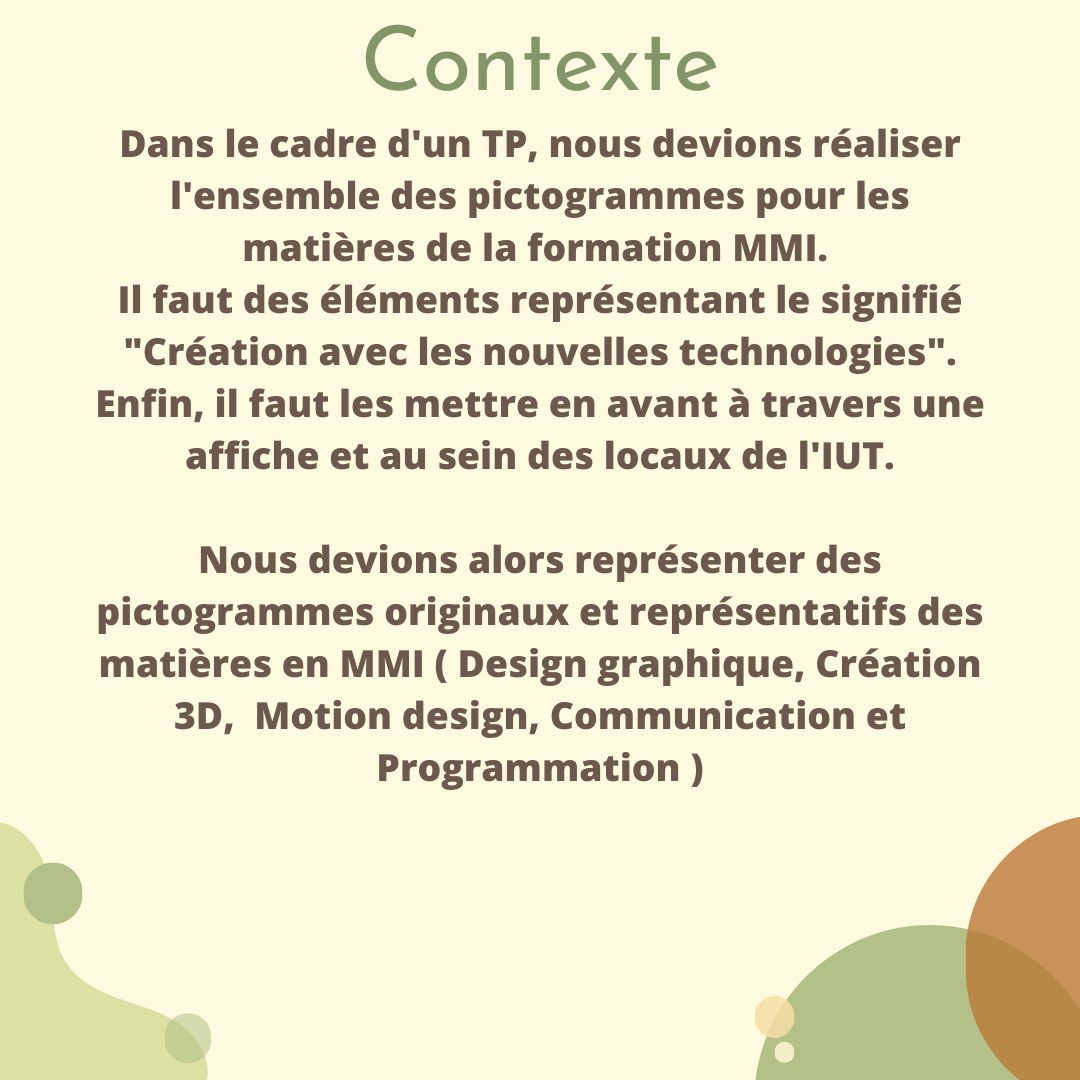 Contexte
Dans le cadre d'un TP, nous devions réaliser
l'ensemble des pictogrammes pour les
matières de la formation MMI.
Il faut des éléments représentant le signifié
"Création avec les nouvelles technologies".
Enfin, il faut les mettre en avant à travers une
affiche et au sein des locaux de l'IUT.
Nous devions alors représenter des
pictogrammes originaux et représentatifs des
matières en MMI ( Design graphique, Création
3D,  Motion design, Communication et
Programmation )